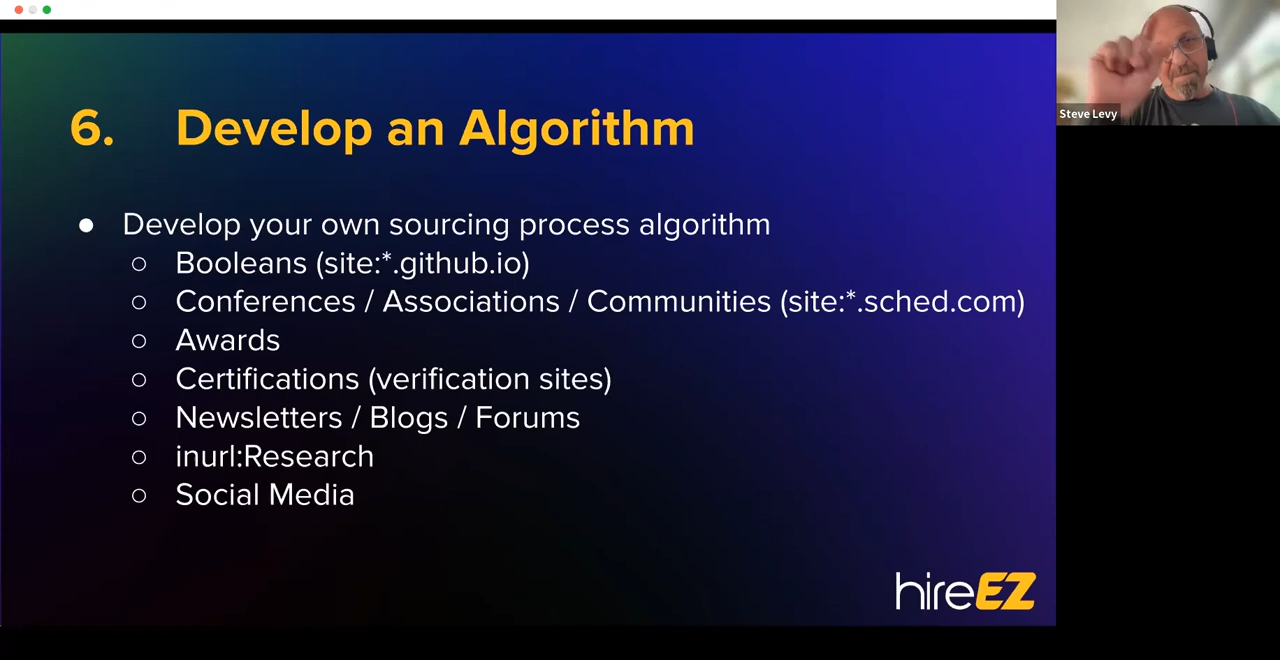 6. Develop an Algorithm
● Develop your own sourcing process algorithm
○ Booleans (site:*.github.io)
○ Conferences / Associations / Communities (site:*.sched.com)
○ Awards
○ Certifications (verification sites)
○ Newsletters / Blogs / Forums
○ inurl:Research
○ Social Media
hireEZ
Steve Levy